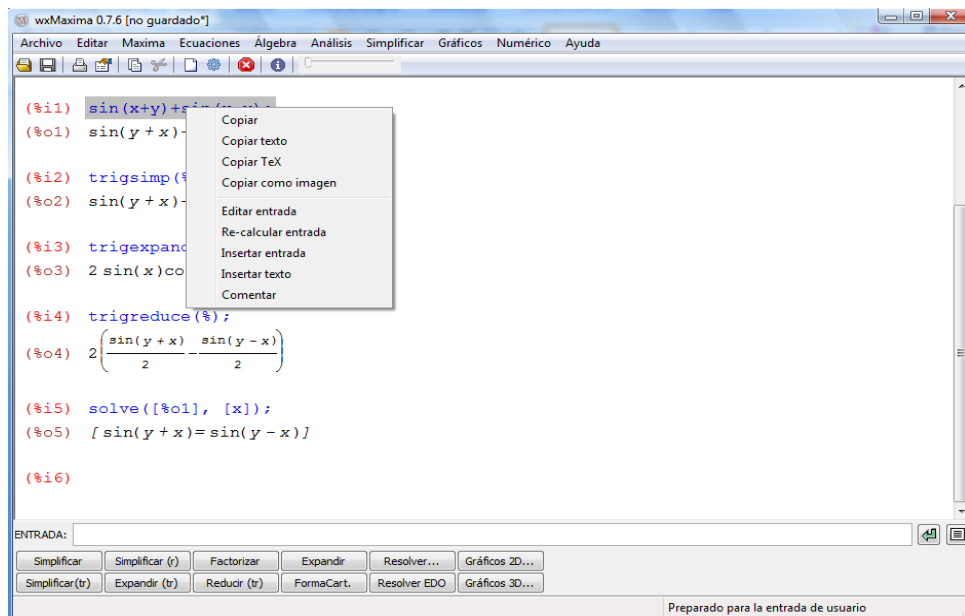 wxMaxima 0.7.6 [no guardado*]
Archivo Editar Maxima Ecuaciones Álgebra Análisis Simplificar Gráficos Numérico Ayuda
(%i1) sin(x+y)+sin(x-y);
(%o1) sin(y+x)-
(%i2) trigsimp(%
(%o2) sin(y+x)-
(%i3) trigexpand
(%o3) 2 sin(x)co
Copiar
Copiar texto
Copiar TeX
Copiar como imagen
Editar entrada
Re-calcular entrada
Insertar entrada
Insertar texto
Comentar
(%i4) trigreduce(%);
(%o4) 2(sin(y+x)/2-sin(y-x)/2)
(%i5) solve([%o1], [x]);
(%o5) [sin(y+x)=sin(y-x)]
(%i6)
ENTRADA:
Simplificar Simplificar (r) Factorizar Expandir Resolver... Gráficos 2D...
Simplificar(tr) Expandir (tr) Reducir (tr) FormaCart. Resolver EDO Gráficos 3D...
Preparado para la entrada de usuario